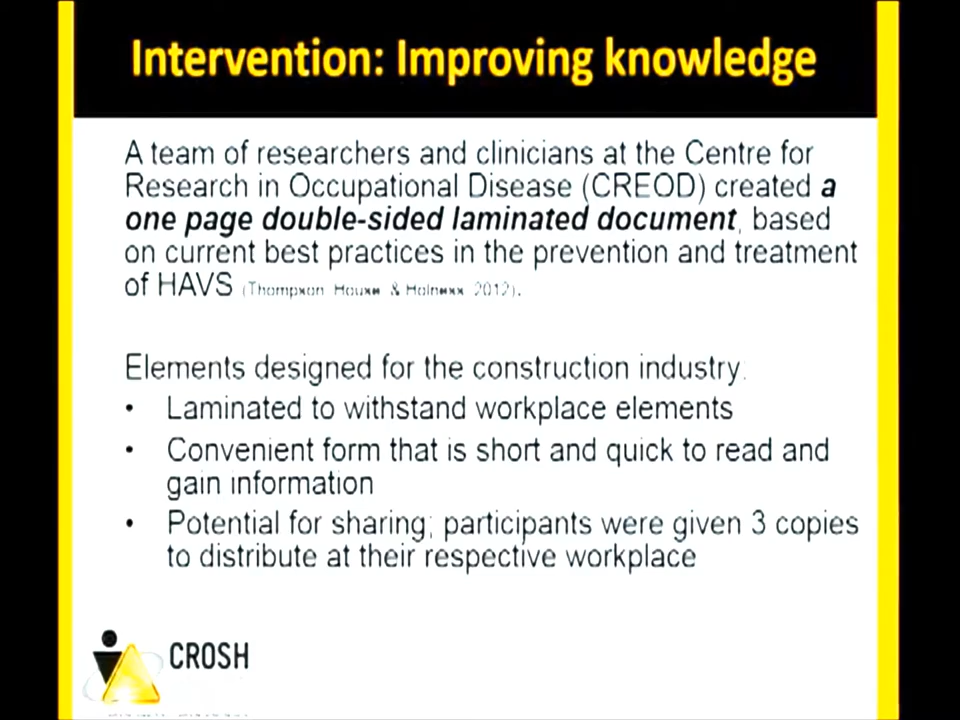 Intervention: Improving knowledge
A team of researchers and clinicians at the Centre for
Research in Occupational Disease (CREOD) created a
one page double-sided laminated document, based
on current best practices in the prevention and treatment
of HAVS (Thompson & 2012).
Elements designed for the construction industry:
• Laminated to withstand workplace elements
• Convenient form that is short and quick to read and
gain information
• Potential for sharing; participants were given 3 copies
to distribute at their respective workplace
CROSH